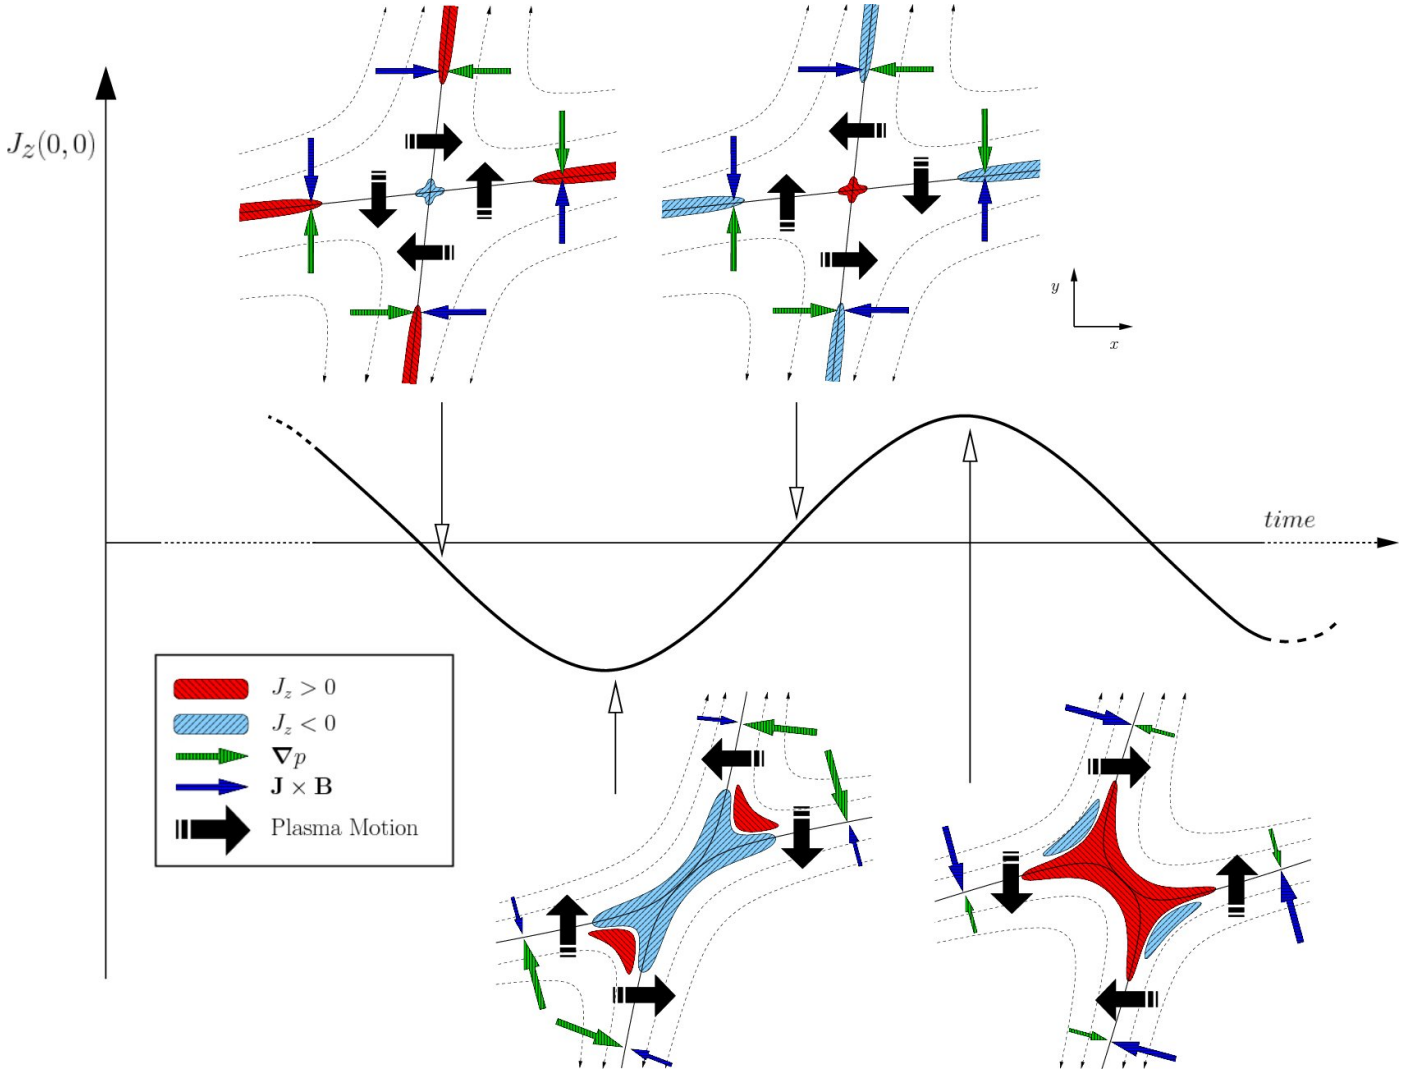 J_z(0,0)
y
x
time
J_z > 0
J_z < 0
∇p
J × B
Plasma Motion